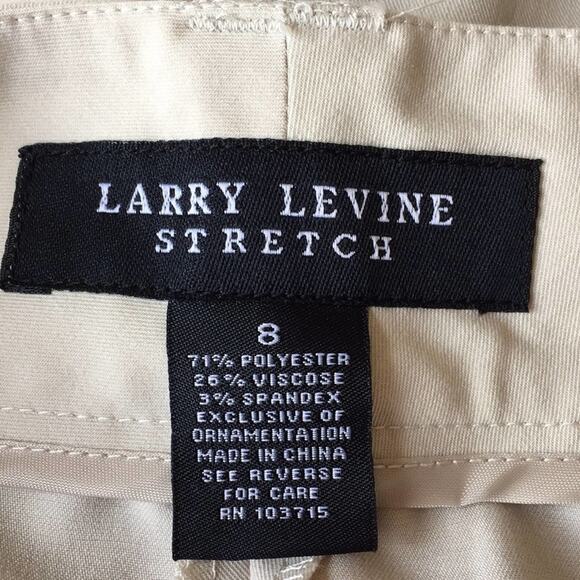 LARRY LEVINE
STRETCH
8
71% POLYESTER
26% VISCOSE
3% SPANDEX
EXCLUSIVE OF
ORNAMENTATION
MADE IN CHINA
SEE REVERSE
FOR CARE
RN 103715